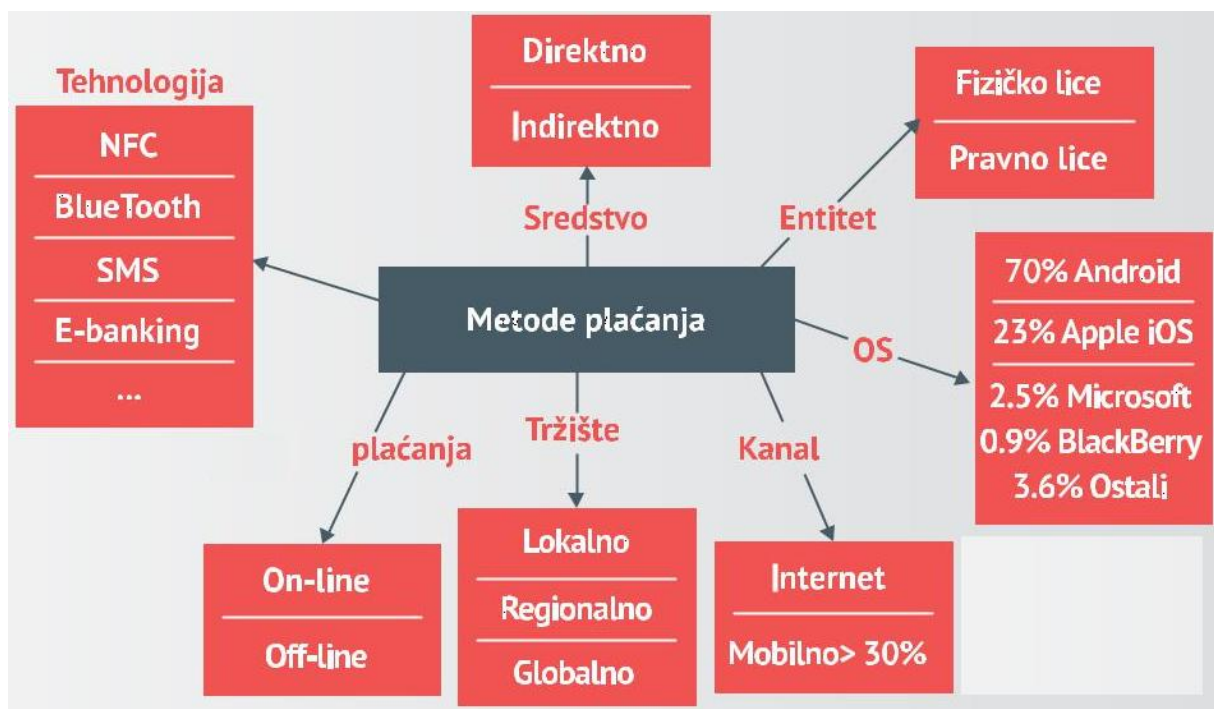 Tehnologija
NFC
BlueTooth
SMS
E-banking
...
Direktno
Indirektno
Sredstvo
Fizičko lice
Pravno lice
Entitet
Metode plaćanja
OS
70% Android
23% Apple iOS
2.5% Microsoft
0.9% BlackBerry
3.6% Ostali
plaćanja
On-line
Off-line
Tržište
Lokalno
Regionalno
Globalno
Kanal
Internet
Mobilno> 30%